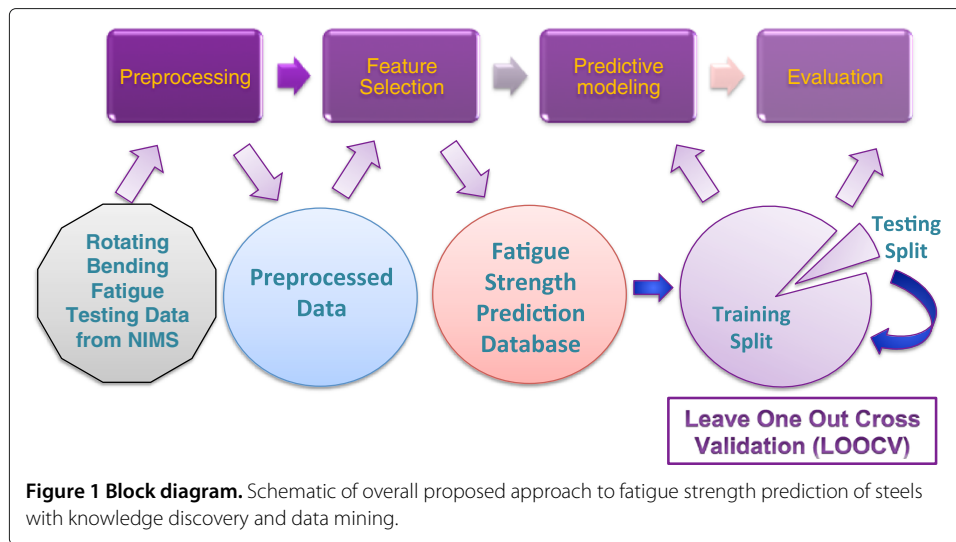 Preprocessing
Feature
Selection
Predictive
modeling
Evaluation
Rotating
Bending
Fatigue
Testing Data
from NIMS
Preprocessed
Data
Fatigue
Strength
Prediction
Database
Training
Split
Testing
Split
Leave One Out Cross
Validation (LOOCV)
Figure 1 Block diagram. Schematic of overall proposed approach to fatigue strength prediction of steels
with knowledge discovery and data mining.